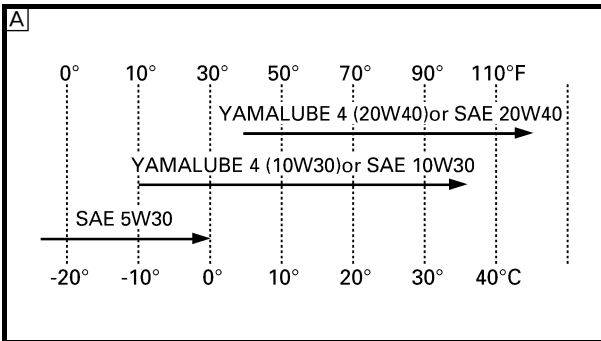 A
0° 10° 30° 50° 70° 90° 110°F
YAMALUBE 4 (20W40)or SAE 20W40
YAMALUBE 4 (10W30)or SAE 10W30
SAE 5W30
-20° -10° 0° 10° 20° 30° 40°C